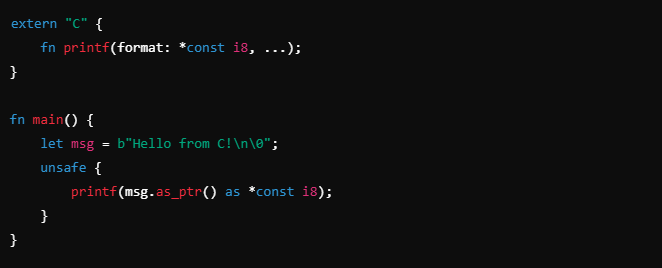 extern "C" {
    fn printf(format: *const i8, ...);
}

fn main() {
    let msg = b"Hello from C!\n\0";
    unsafe {
        printf(msg.as_ptr() as *const i8);
    }
}